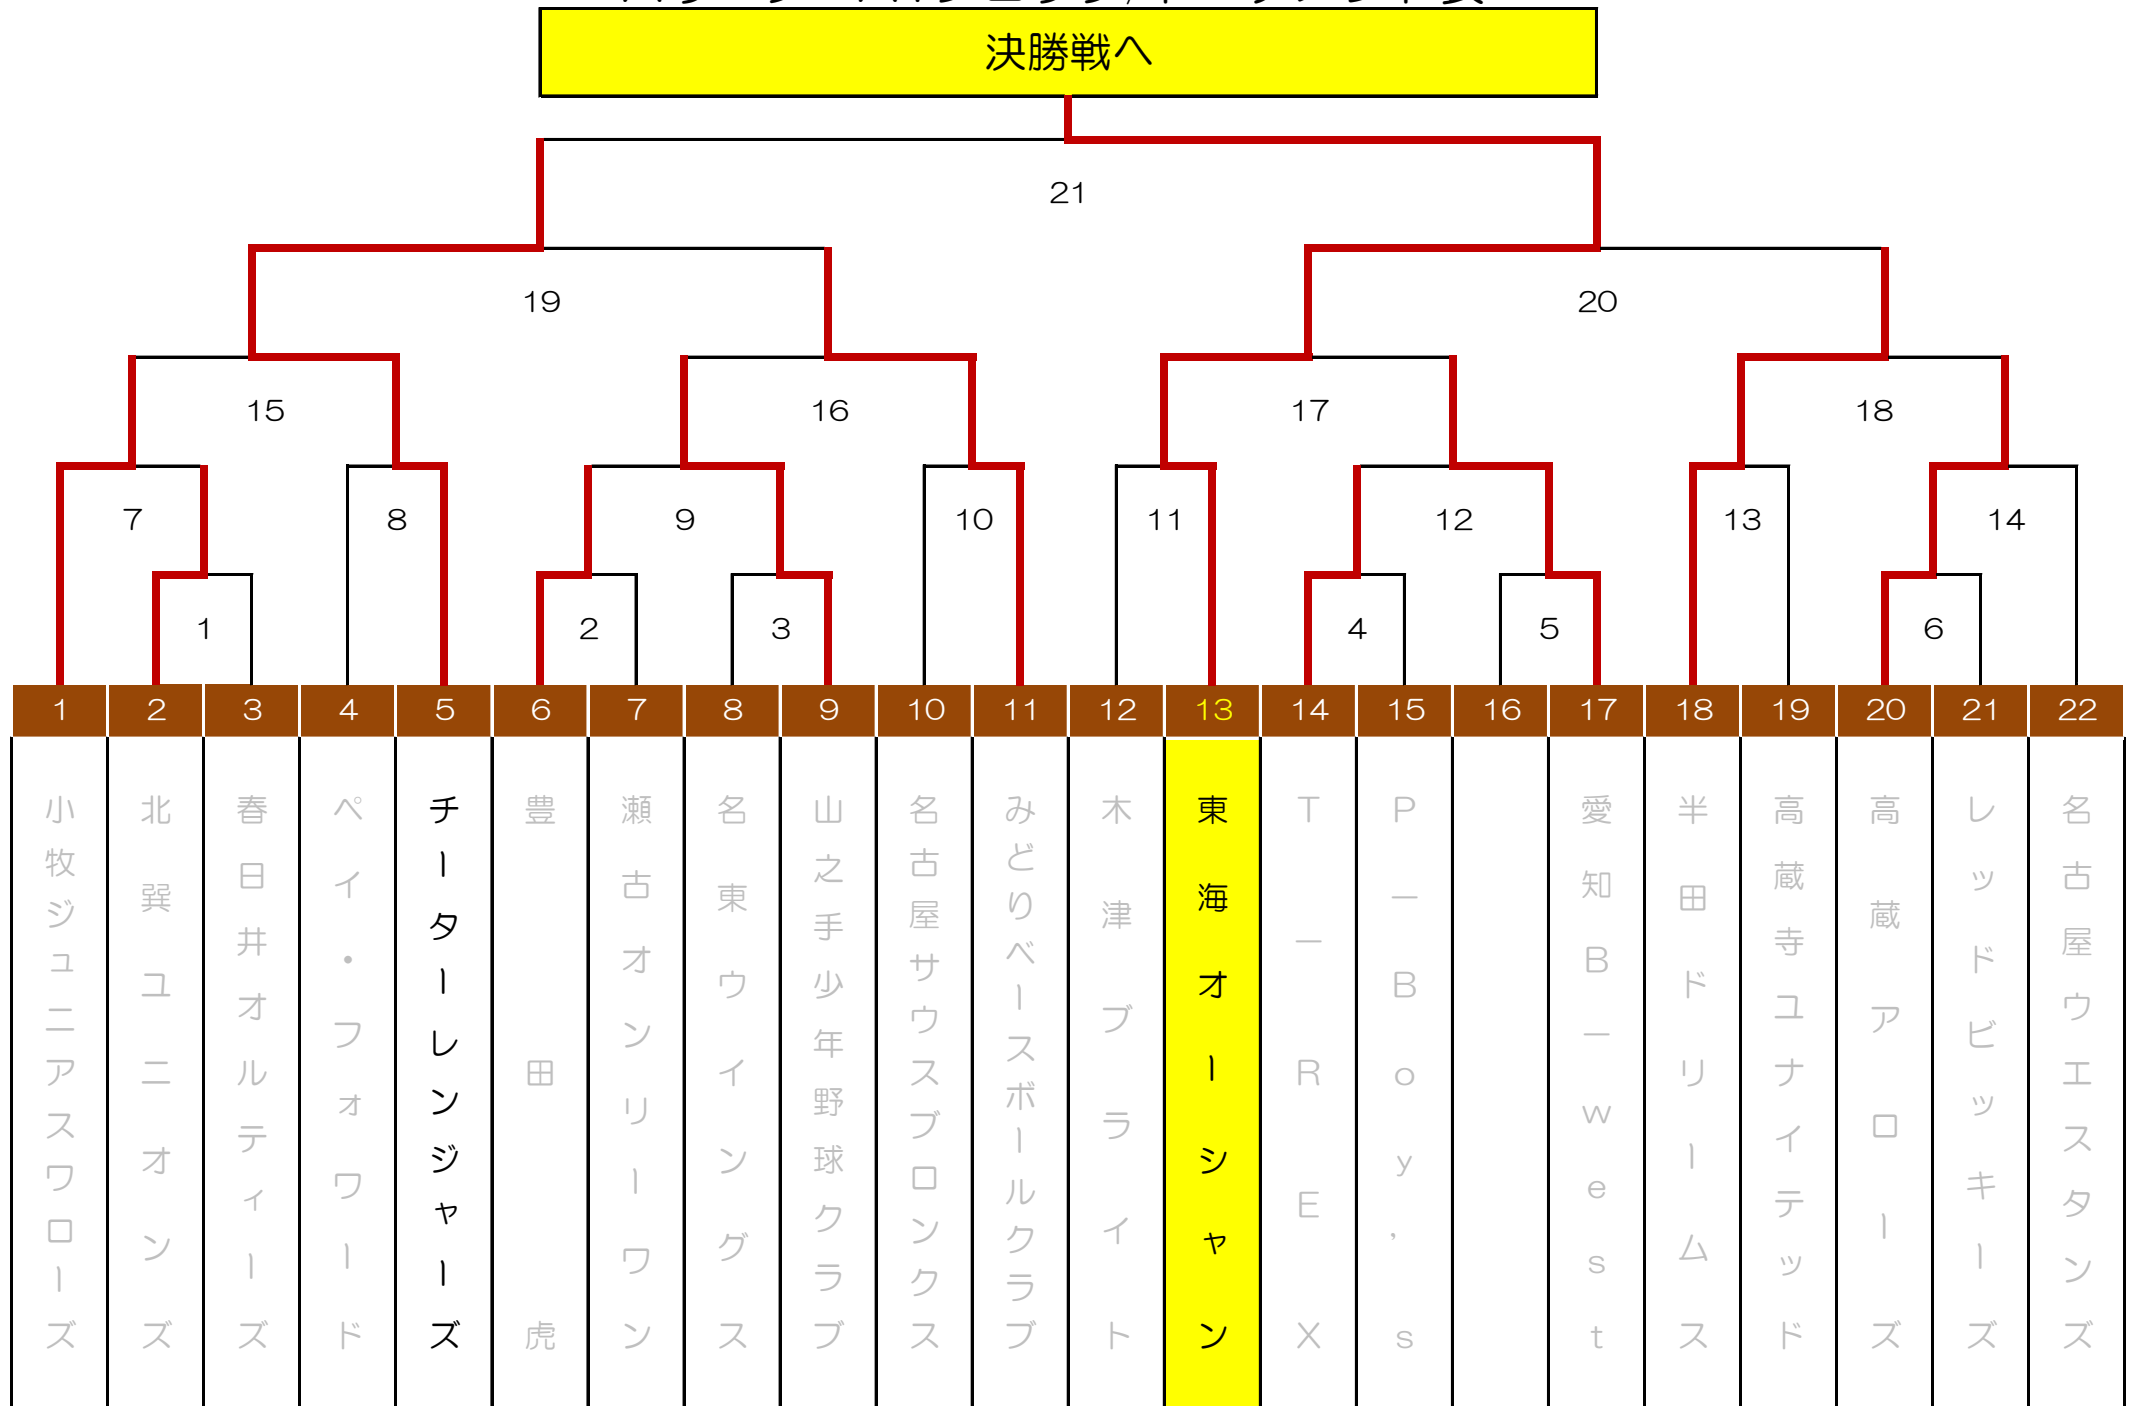 決勝戦へ
21
19
20
15
16
17
18
7
8
9
10
11
12
13
14
1
2
3
4
5
6
1 2 3 4 5 6 7 8 9 10 11 12 13 14 15 16 17 18 19 20 21 22
小牧ジュニアスワローズ
北巽ユニオンズ
春日井オルティーズ
ペイ・フォワード
チーターレンジャーズ
豊田虎
瀬古オンリーワン
名東ウイングス
山之手少年野球クラブ
名古屋サウスブロンクス
みどりベースボールクラブ
木津ブライト
東海オーシャン
T－REX
P－Boy’s
愛知B－west
半田ドリームス
高蔵寺ユナイテッド
高蔵アローズ
レッドビッキーズ
名古屋ウエスタンズ